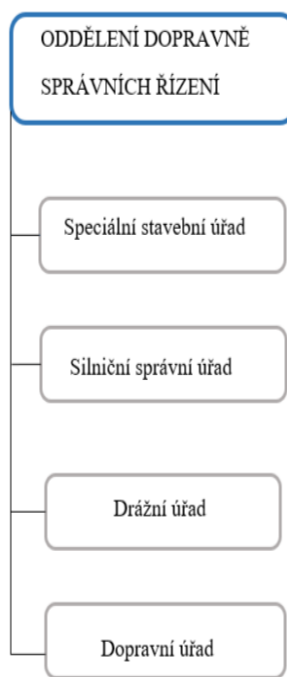 ODDĚLENÍ DOPRAVNĚ
SPRÁVNÍCH ŘÍZENÍ
Speciální stavební úřad
Silniční správní úřad
Drážní úřad
Dopravní úřad